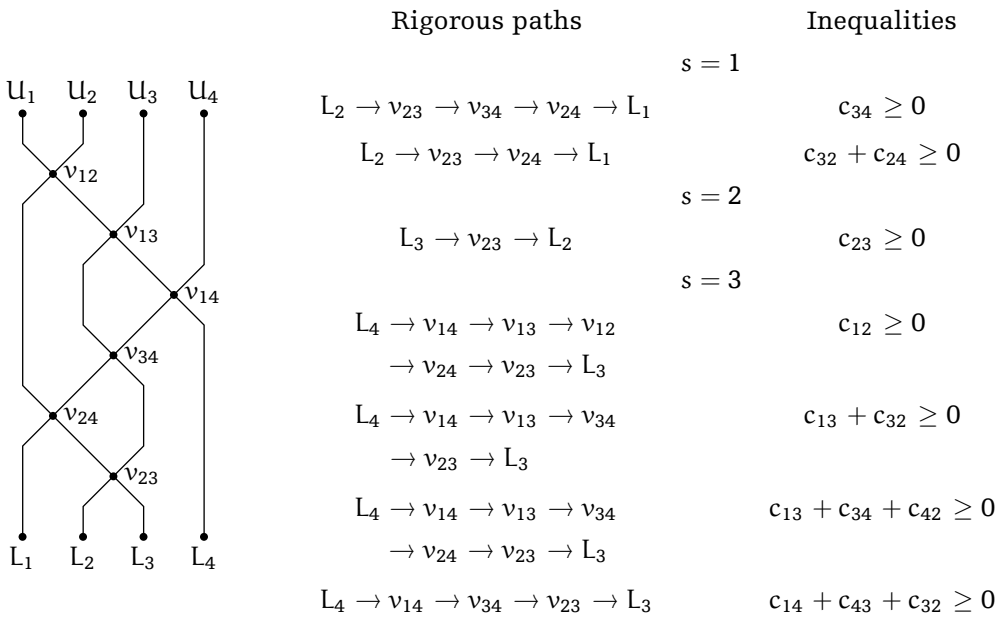 Rigorous paths Inequalities
s = 1
U₁ U₂ U₃ U₄
L₂ → v₂₃ → v₃₄ → v₂₄ → L₁ c₃₄ ≥ 0
L₂ → v₂₃ → v₂₄ → L₁ c₃₂ + c₂₄ ≥ 0
v₁₂
s = 2
v₁₃
L₃ → v₂₃ → L₂ c₂₃ ≥ 0
s = 3
v₁₄
L₄ → v₁₄ → v₁₃ → v₁₂ c₁₂ ≥ 0
v₃₄
→ v₂₄ → v₂₃ → L₃
v₂₄
L₄ → v₁₄ → v₁₃ → v₃₄ c₁₃ + c₃₂ ≥ 0
→ v₂₃ → L₃
v₂₃
L₄ → v₁₄ → v₁₃ → v₃₄ c₁₃ + c₃₄ + c₄₂ ≥ 0
→ v₂₄ → v₂₃ → L₃
L₁ L₂ L₃ L₄
L₄ → v₁₄ → v₃₄ → v₂₃ → L₃ c₁₄ + c₄₃ + c₃₂ ≥ 0